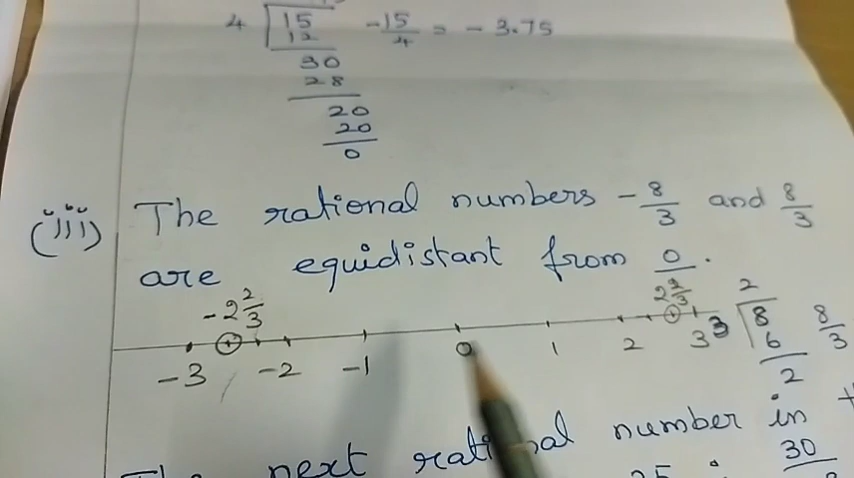 4 15 -15/4 = - 3.75
12
30
28
20
20
0
(iii) The rational numbers - 8/3 and 8/3
are equidistant from 0.
-2 2/3 2 2/3 2
-3 -2 -1 0 1 2 3 3 8 8/3
6
2
next number in
25 : 30